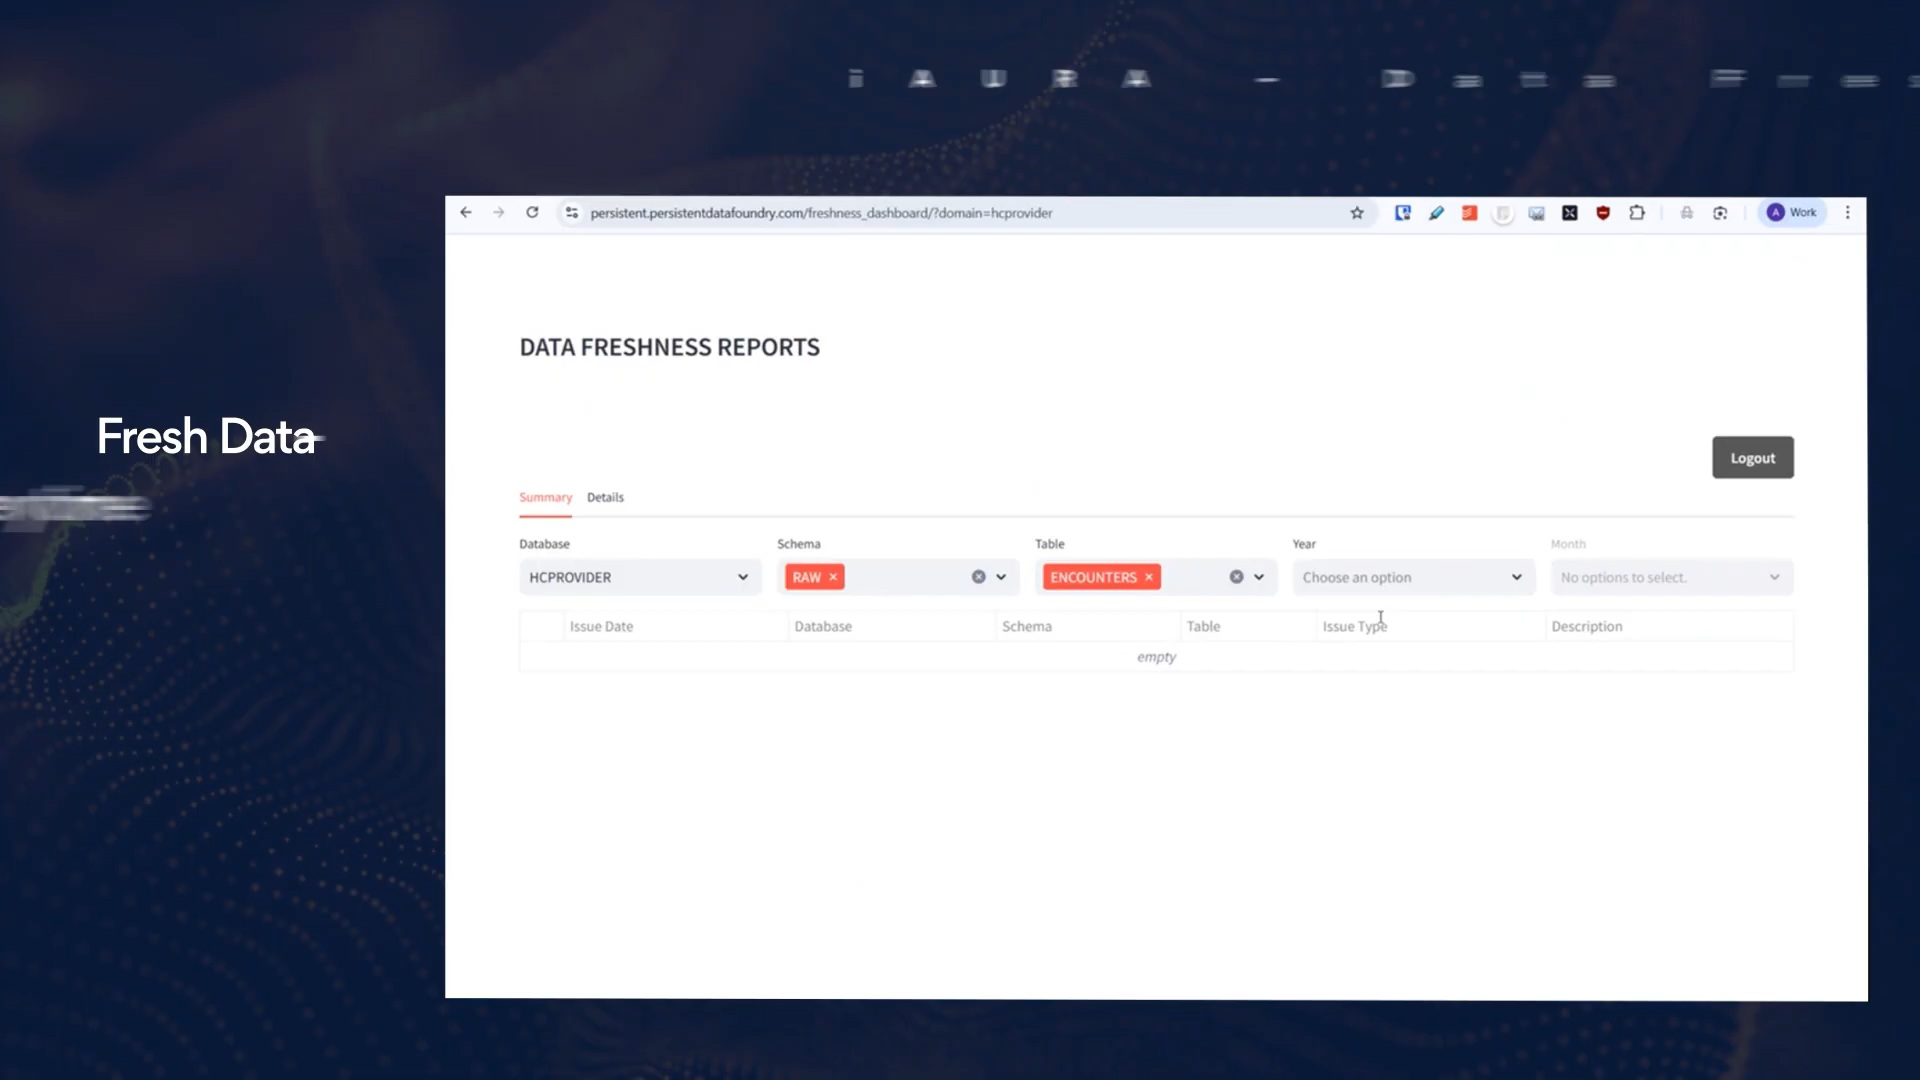 iAURA - Data
persistent.persistentdatafoundry.com/freshness_dashboard/?domain=hcprovider
A Work
DATA FRESHNESS REPORTS
Fresh Data
Logout
Summary Details
Database Schema Table Year Month
HCPROVIDER RAW × ENCOUNTERS × Choose an option No options to select.
Issue Date Database Schema Table Issue Type Description
empty